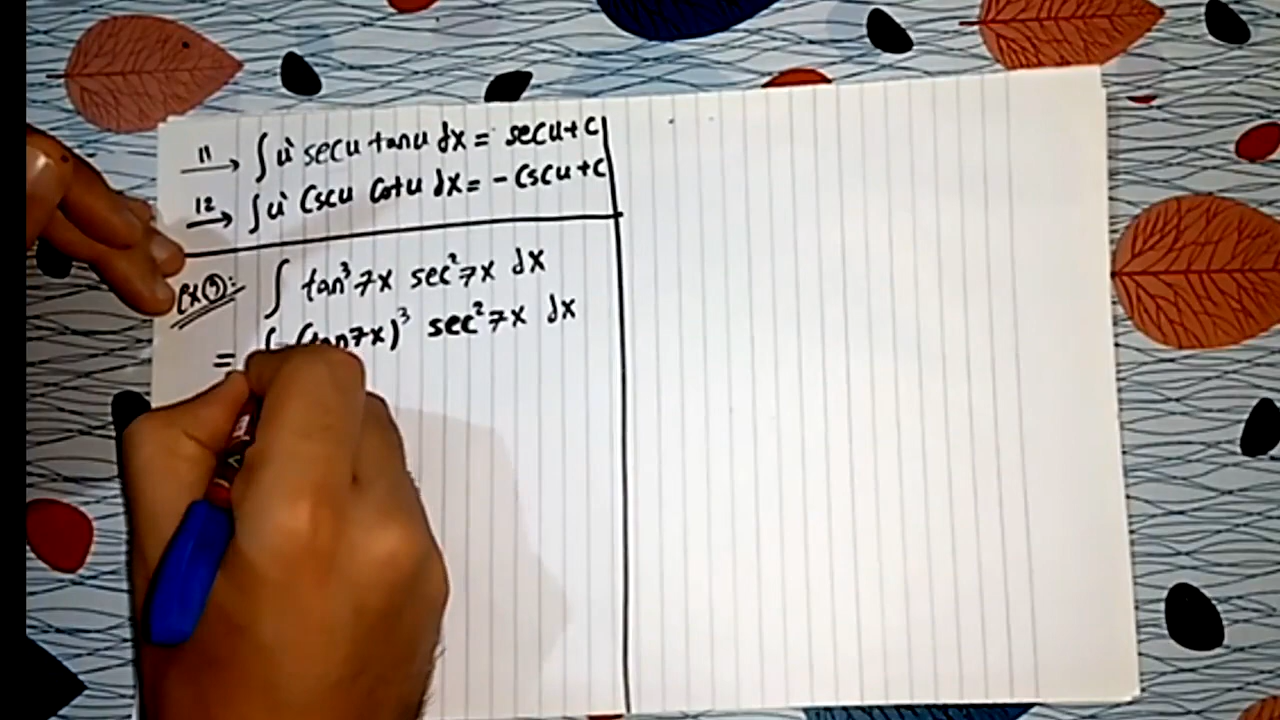 11 → ∫ u' secu tanu dx = secu + c
12 → ∫ u' Cscu Cotu dx = - Cscu + c
Ex ⑨: ∫ tan³7x sec²7x dx
= ∫ (tan7x)³ sec²7x dx